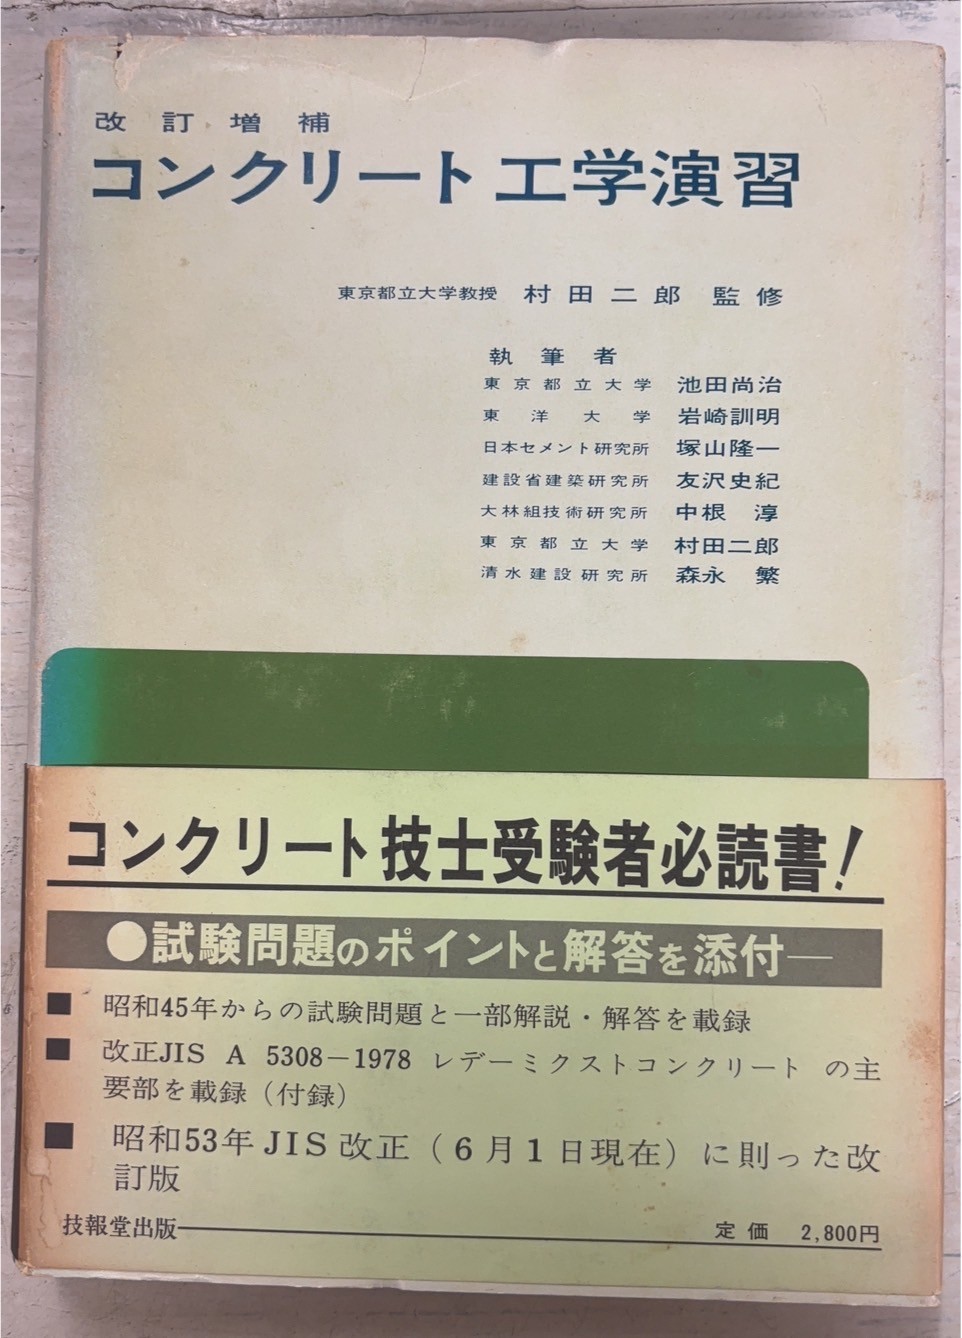 改訂増補
コンクリート工学演習
東京都立大学教授 村田二郎 監修
執筆者
東京都立大学 池田尚治
東洋大学 岩崎訓明
日本セメント研究所 塚山隆一
建設省建築研究所 友沢史紀
大林組技術研究所 中根 淳
東京都立大学 村田二郎
清水建設研究所 森永 繁
コンクリート技士受験者必読書!
●試験問題のポイントと解答を添付―
■ 昭和45年からの試験問題と一部解説・解答を載録
■ 改正JIS A 5308－1978 レデーミクストコンクリート の主
要部を載録（付録）
■ 昭和53年JIS改正（6月1日現在）に則った改
訂版
技報堂出版 定価 2,800円